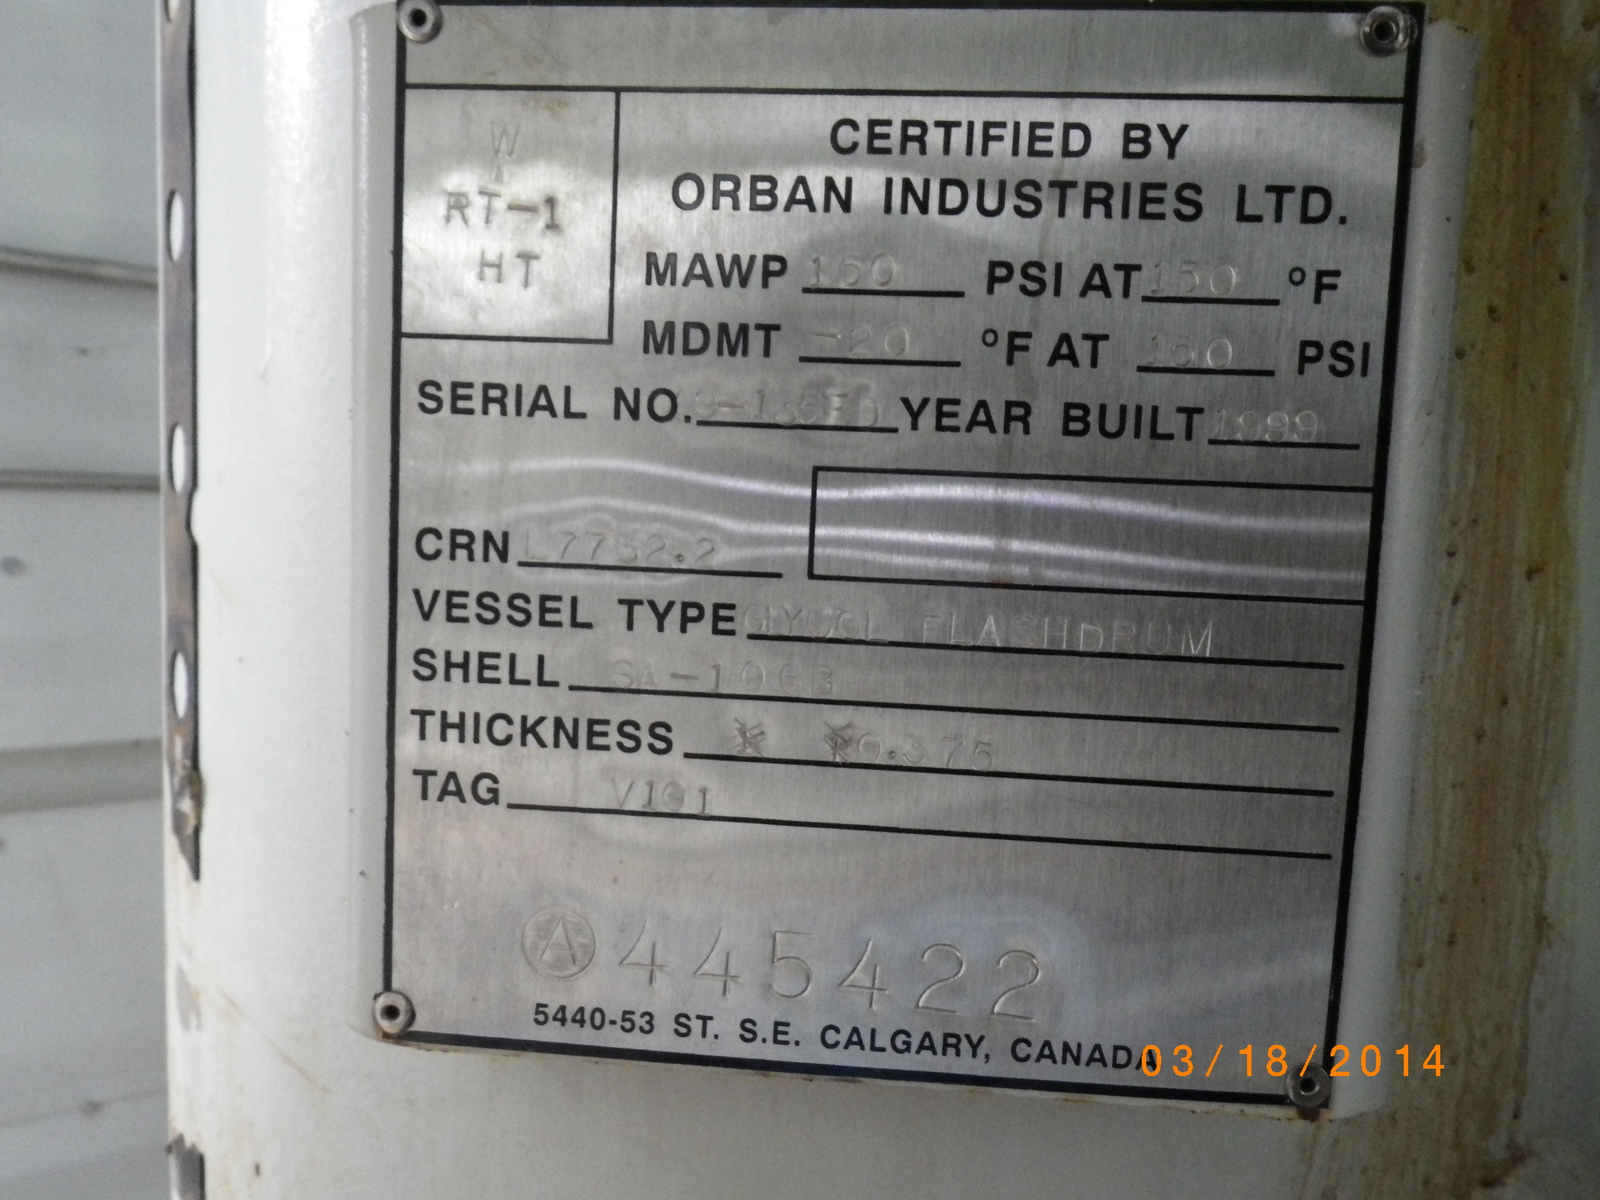 W
RT-1
HT
CERTIFIED BY
ORBAN INDUSTRIES LTD.
MAWP 150 PSI AT 150 °F
MDMT -20 °F AT 150 PSI
SERIAL NO. YEAR BUILT 1999
CRN L7752.2
VESSEL TYPE GLYCOL FLASHDRUM
SHELL SA-106B
THICKNESS 0.375
TAG V101
A 445422
5440-53 ST. S.E. CALGARY, CANADA
03/18/2014